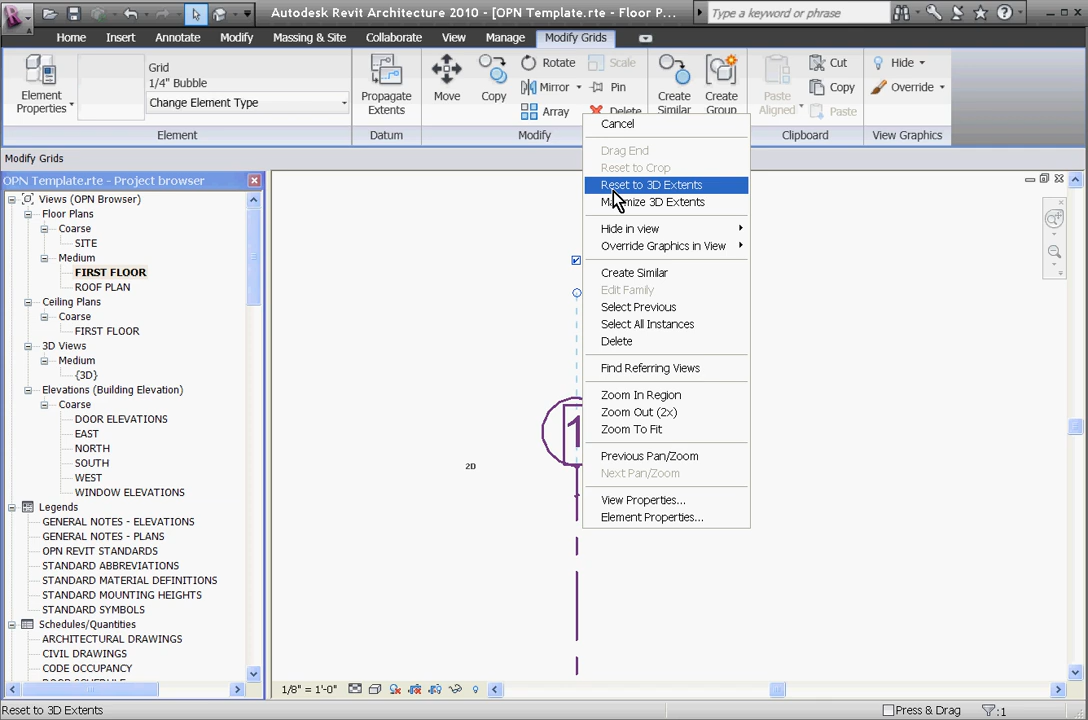 Autodesk Revit Architecture 2010 - [OPN Template.rte - Floor P...
Type a keyword or phrase
Home Insert Annotate Modify Massing & Site Collaborate View Manage Modify Grids
Element
Properties
Grid
1/4" Bubble
Change Element Type
Propagate
Extents
Move
Copy
Rotate
Scale
Mirror
Pin
Array
Delete
Create
Similar
Create
Group
Paste
Aligned
Cut
Copy
Paste
Hide
Override
Element Datum Modify Clipboard View Graphics
Modify Grids
OPN Template.rte - Project browser
Views (OPN Browser)
Floor Plans
Coarse
SITE
Medium
FIRST FLOOR
ROOF PLAN
Ceiling Plans
Coarse
FIRST FLOOR
3D Views
Medium
{3D}
Elevations (Building Elevation)
Coarse
DOOR ELEVATIONS
EAST
NORTH
SOUTH
WEST
WINDOW ELEVATIONS
Legends
GENERAL NOTES - ELEVATIONS
GENERAL NOTES - PLANS
OPN REVIT STANDARDS
STANDARD ABBREVIATIONS
STANDARD MATERIAL DEFINITIONS
STANDARD MOUNTING HEIGHTS
STANDARD SYMBOLS
Schedules/Quantities
ARCHITECTURAL DRAWINGS
CIVIL DRAWINGS
CODE OCCUPANCY
2D
1
Cancel
Drag End
Reset to Crop
Reset to 3D Extents
Maximize 3D Extents
Hide in view
Override Graphics in View
Create Similar
Edit Family
Select Previous
Select All Instances
Delete
Find Referring Views
Zoom In Region
Zoom Out (2x)
Zoom To Fit
Previous Pan/Zoom
Next Pan/Zoom
View Properties...
Element Properties...
1/8" = 1'-0"
Reset to 3D Extents
Press & Drag
:1